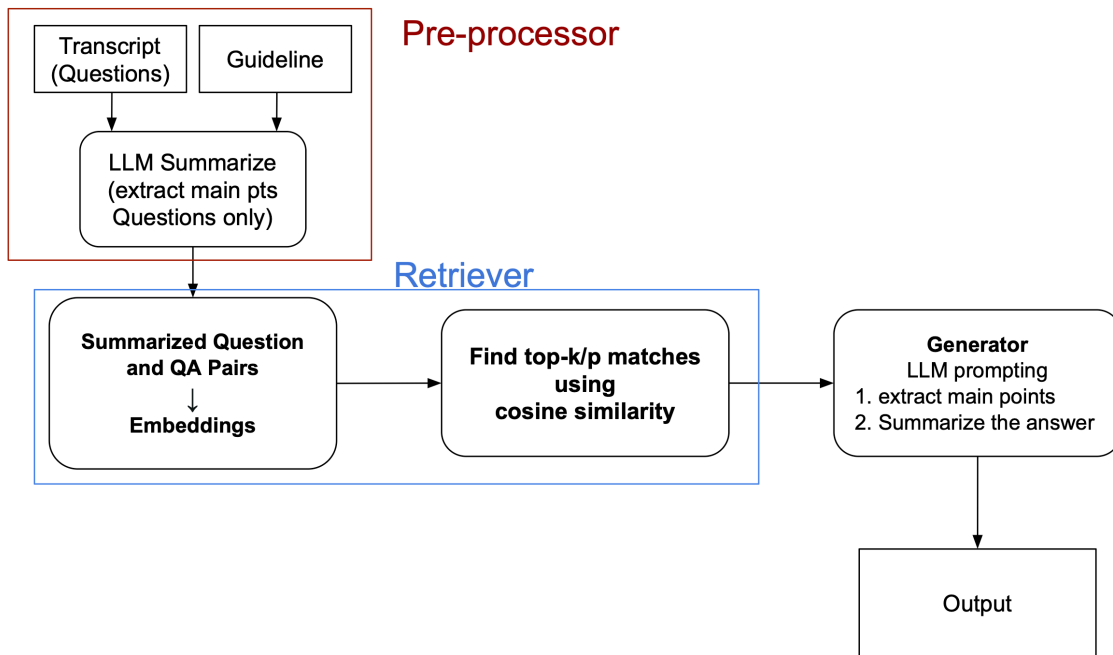 Pre-processor
Transcript
(Questions)
Guideline
LLM Summarize
(extract main pts
Questions only)
Retriever
Summarized Question
and QA Pairs
↓
Embeddings
Find top-k/p matches
using
cosine similarity
Generator
LLM prompting
1. extract main points
2. Summarize the answer
Output